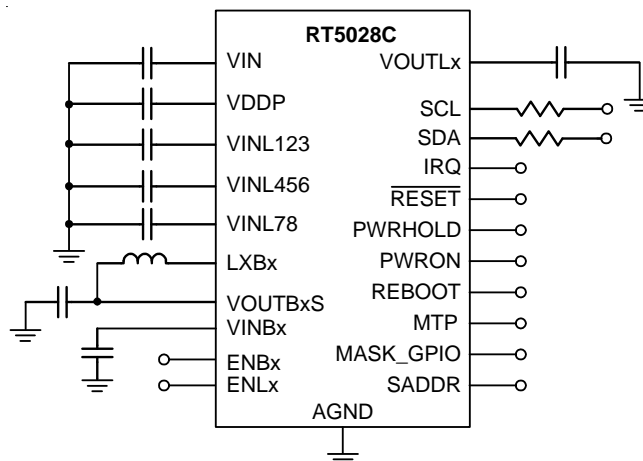 RT5028C
VIN
VDDP
VINL123
VINL456
VINL78
LXBx
VOUTBxS
VINBx
ENBx
ENLx
VOUTLx
SCL
SDA
IRQ
RESET
PWRHOLD
PWRON
REBOOT
MTP
MASK_GPIO
SADDR
AGND